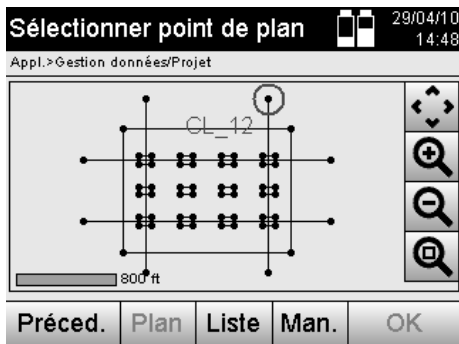 Sélectionner point de plan
29/04/10
14:48
Appl.>Gestion données/Projet
CL_12
800 ft
Préced. Plan Liste Man. OK